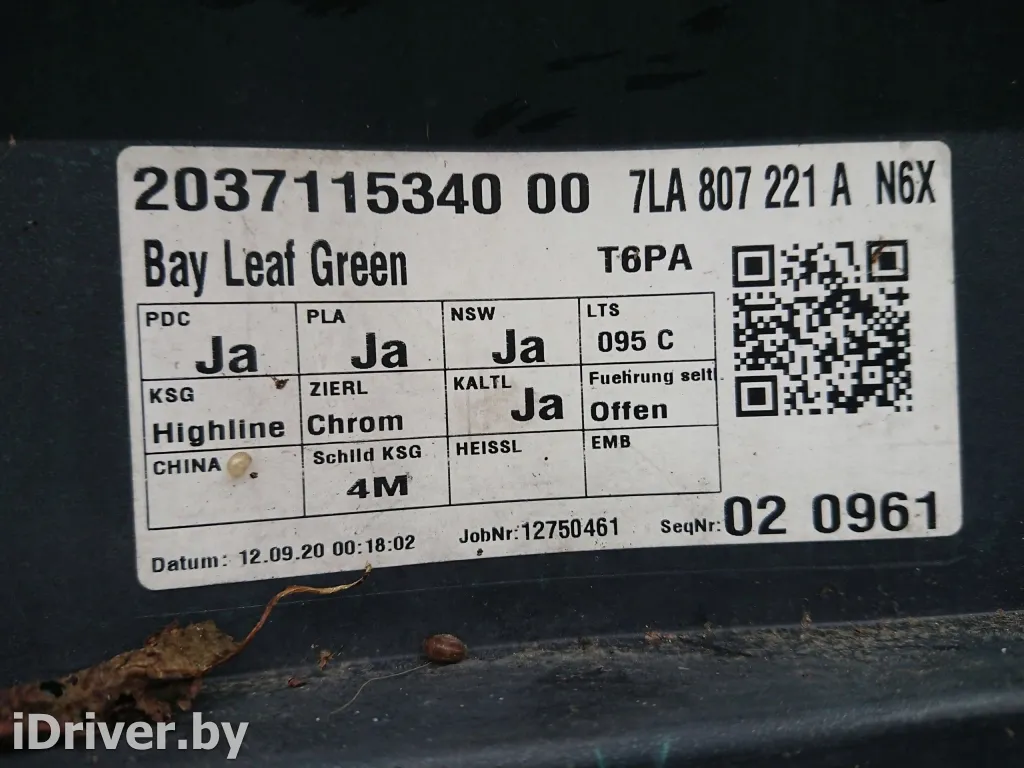 2037115340 00 7LA 807 221 A N6X
Bay Leaf Green T6PA
PDC PLA NSW LTS
Ja Ja Ja 095 C
KSG ZIERL KALTL Fuehrung seitl
Highline Chrom Ja Offen
CHINA Schild KSG HEISSL EMB
4M
Datum: 12.09.20 00:18:02 JobNr:12750461 SeqNr:02 0961
iDriver.by